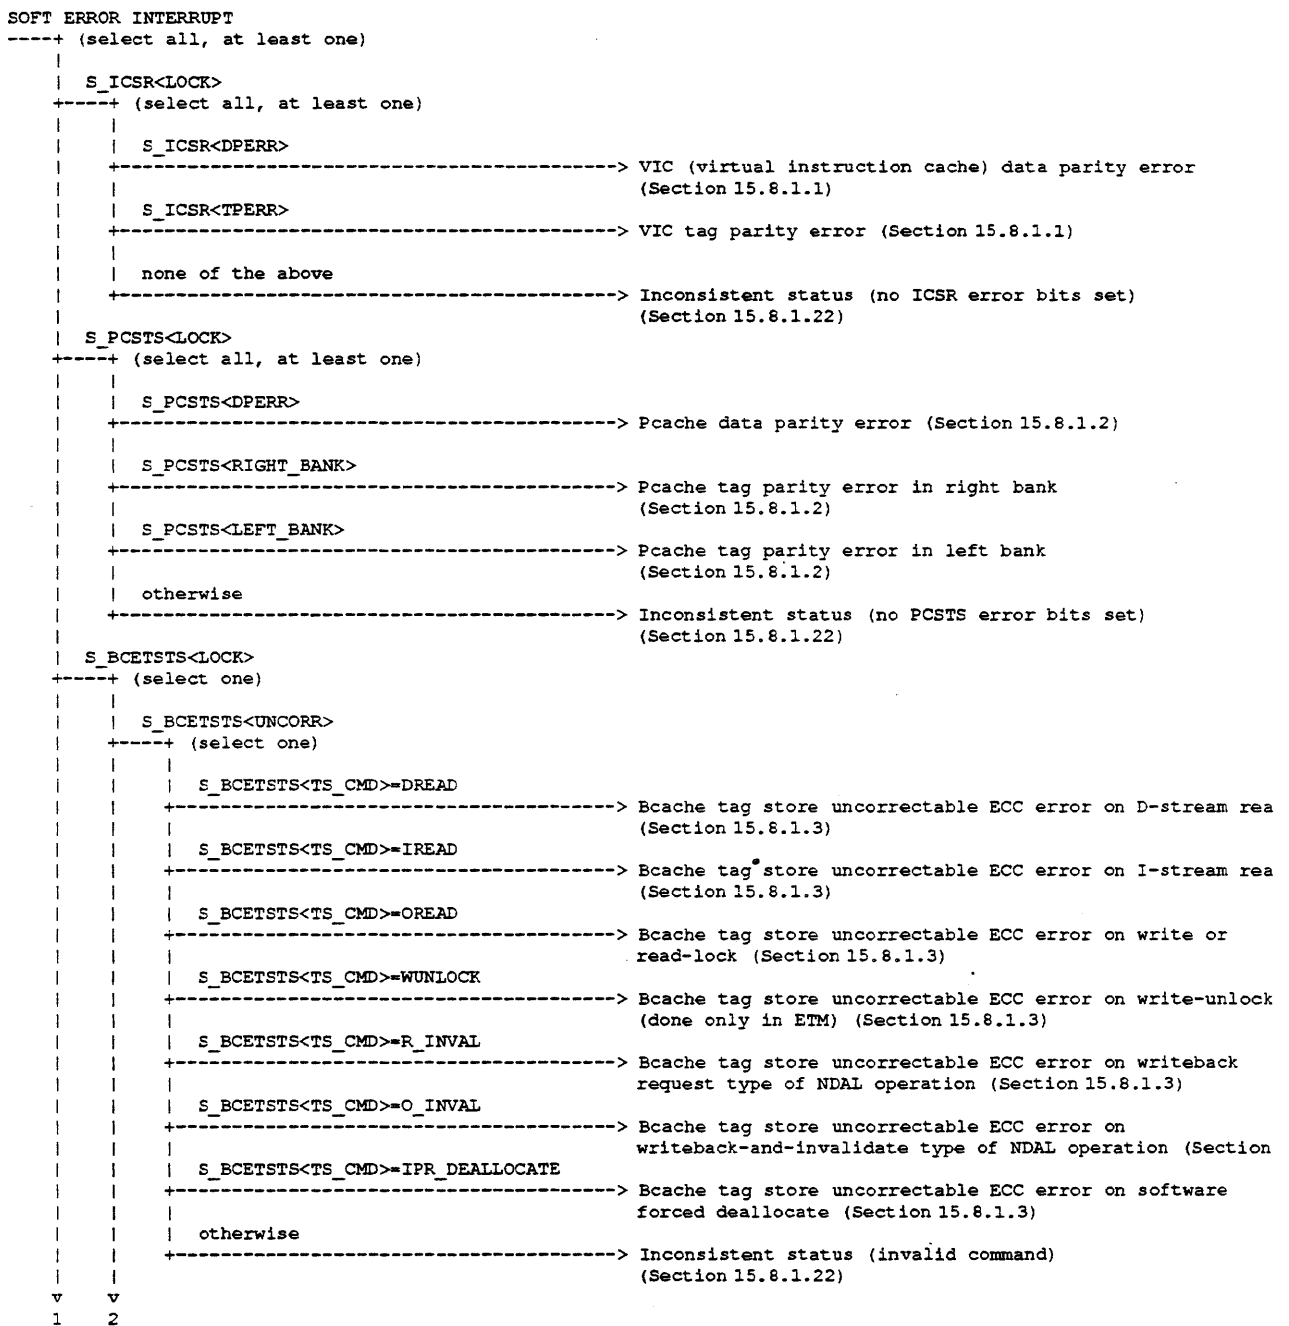 SOFT ERROR INTERRUPT
----+ (select all, at least one)
S_ICSR<LOCK>
+----+ (select all, at least one)
S_ICSR<DPERR>
+-------------------------------------------> VIC (virtual instruction cache) data parity error
(Section 15.8.1.1)
S_ICSR<TPERR>
+-------------------------------------------> VIC tag parity error (Section 15.8.1.1)
none of the above
+-------------------------------------------> Inconsistent status (no ICSR error bits set)
(Section 15.8.1.22)
S_PCSTS<LOCK>
+----+ (select all, at least one)
S_PCSTS<DPERR>
+-------------------------------------------> Pcache data parity error (Section 15.8.1.2)
S_PCSTS<RIGHT_BANK>
+-------------------------------------------> Pcache tag parity error in right bank
(Section 15.8.1.2)
S_PCSTS<LEFT_BANK>
+-------------------------------------------> Pcache tag parity error in left bank
(Section 15.8.1.2)
otherwise
+-------------------------------------------> Inconsistent status (no PCSTS error bits set)
(Section 15.8.1.22)
S_BCETSTS<LOCK>
+----+ (select one)
S_BCETSTS<UNCORR>
+----+ (select one)
S_BCETSTS<TS_CMD>=DREAD
+--------------------------------------> Bcache tag store uncorrectable ECC error on D-stream rea
(Section 15.8.1.3)
S_BCETSTS<TS_CMD>=IREAD
+--------------------------------------> Bcache tag store uncorrectable ECC error on I-stream rea
(Section 15.8.1.3)
S_BCETSTS<TS_CMD>=OREAD
+--------------------------------------> Bcache tag store uncorrectable ECC error on write or
read-lock (Section 15.8.1.3)
S_BCETSTS<TS_CMD>=WUNLOCK
+--------------------------------------> Bcache tag store uncorrectable ECC error on write-unlock
(done only in ETM) (Section 15.8.1.3)
S_BCETSTS<TS_CMD>=R_INVAL
+--------------------------------------> Bcache tag store uncorrectable ECC error on writeback
request type of NDAL operation (Section 15.8.1.3)
S_BCETSTS<TS_CMD>=O_INVAL
+--------------------------------------> Bcache tag store uncorrectable ECC error on
writeback-and-invalidate type of NDAL operation (Section
S_BCETSTS<TS_CMD>=IPR_DEALLOCATE
+--------------------------------------> Bcache tag store uncorrectable ECC error on software
forced deallocate (Section 15.8.1.3)
otherwise
+--------------------------------------> Inconsistent status (invalid command)
(Section 15.8.1.22)
v v
1 2